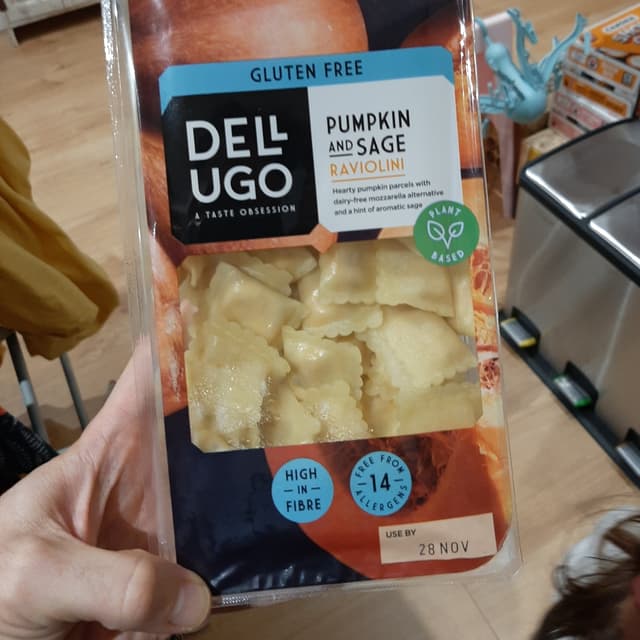 GLUTEN FREE
DELL
UGO
A TASTE OBSESSION
PUMPKIN
AND SAGE
RAVIOLINI
Hearty pumpkin parcels with
dairy-free mozzarella alternative
and a hint of aromatic sage
PLANT
BASED
HIGH
IN
FIBRE
FREE FROM
14
ALLERGENS
USE BY
28 NOV